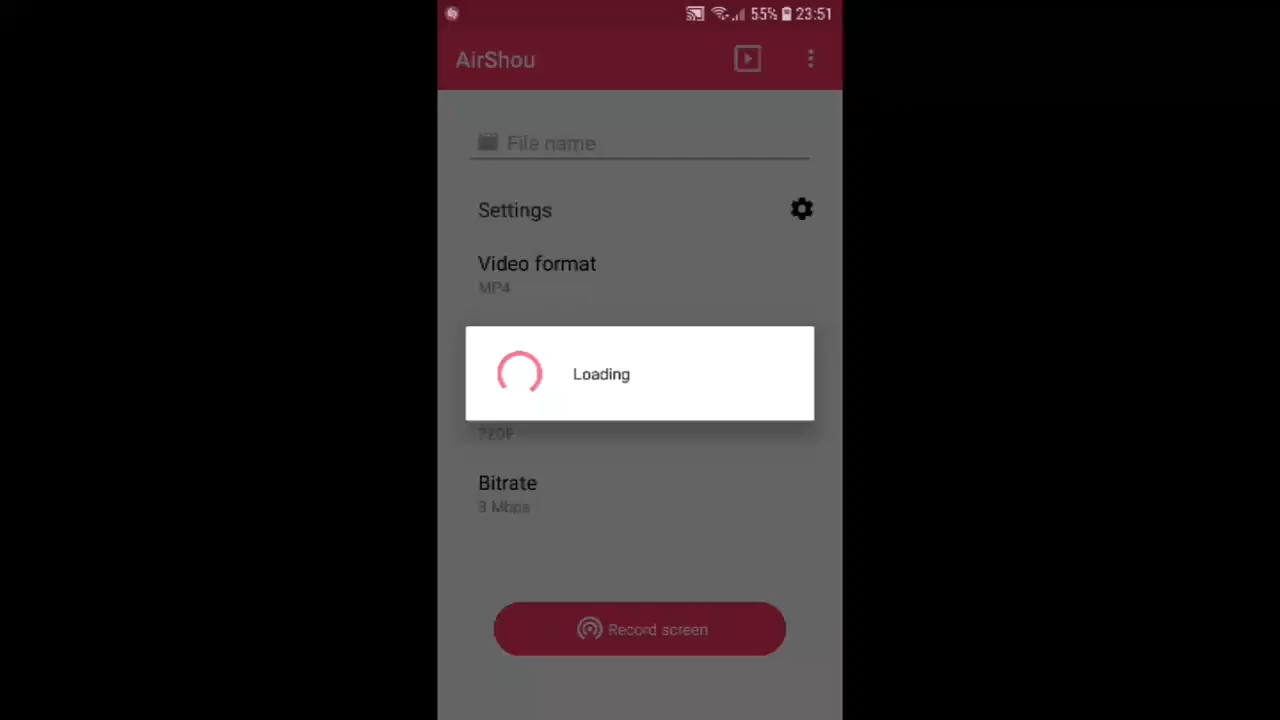 55% 23:51
AirShou
File name
Settings
Video format
MP4
Loading
720P
Bitrate
8 Mbps
Record screen